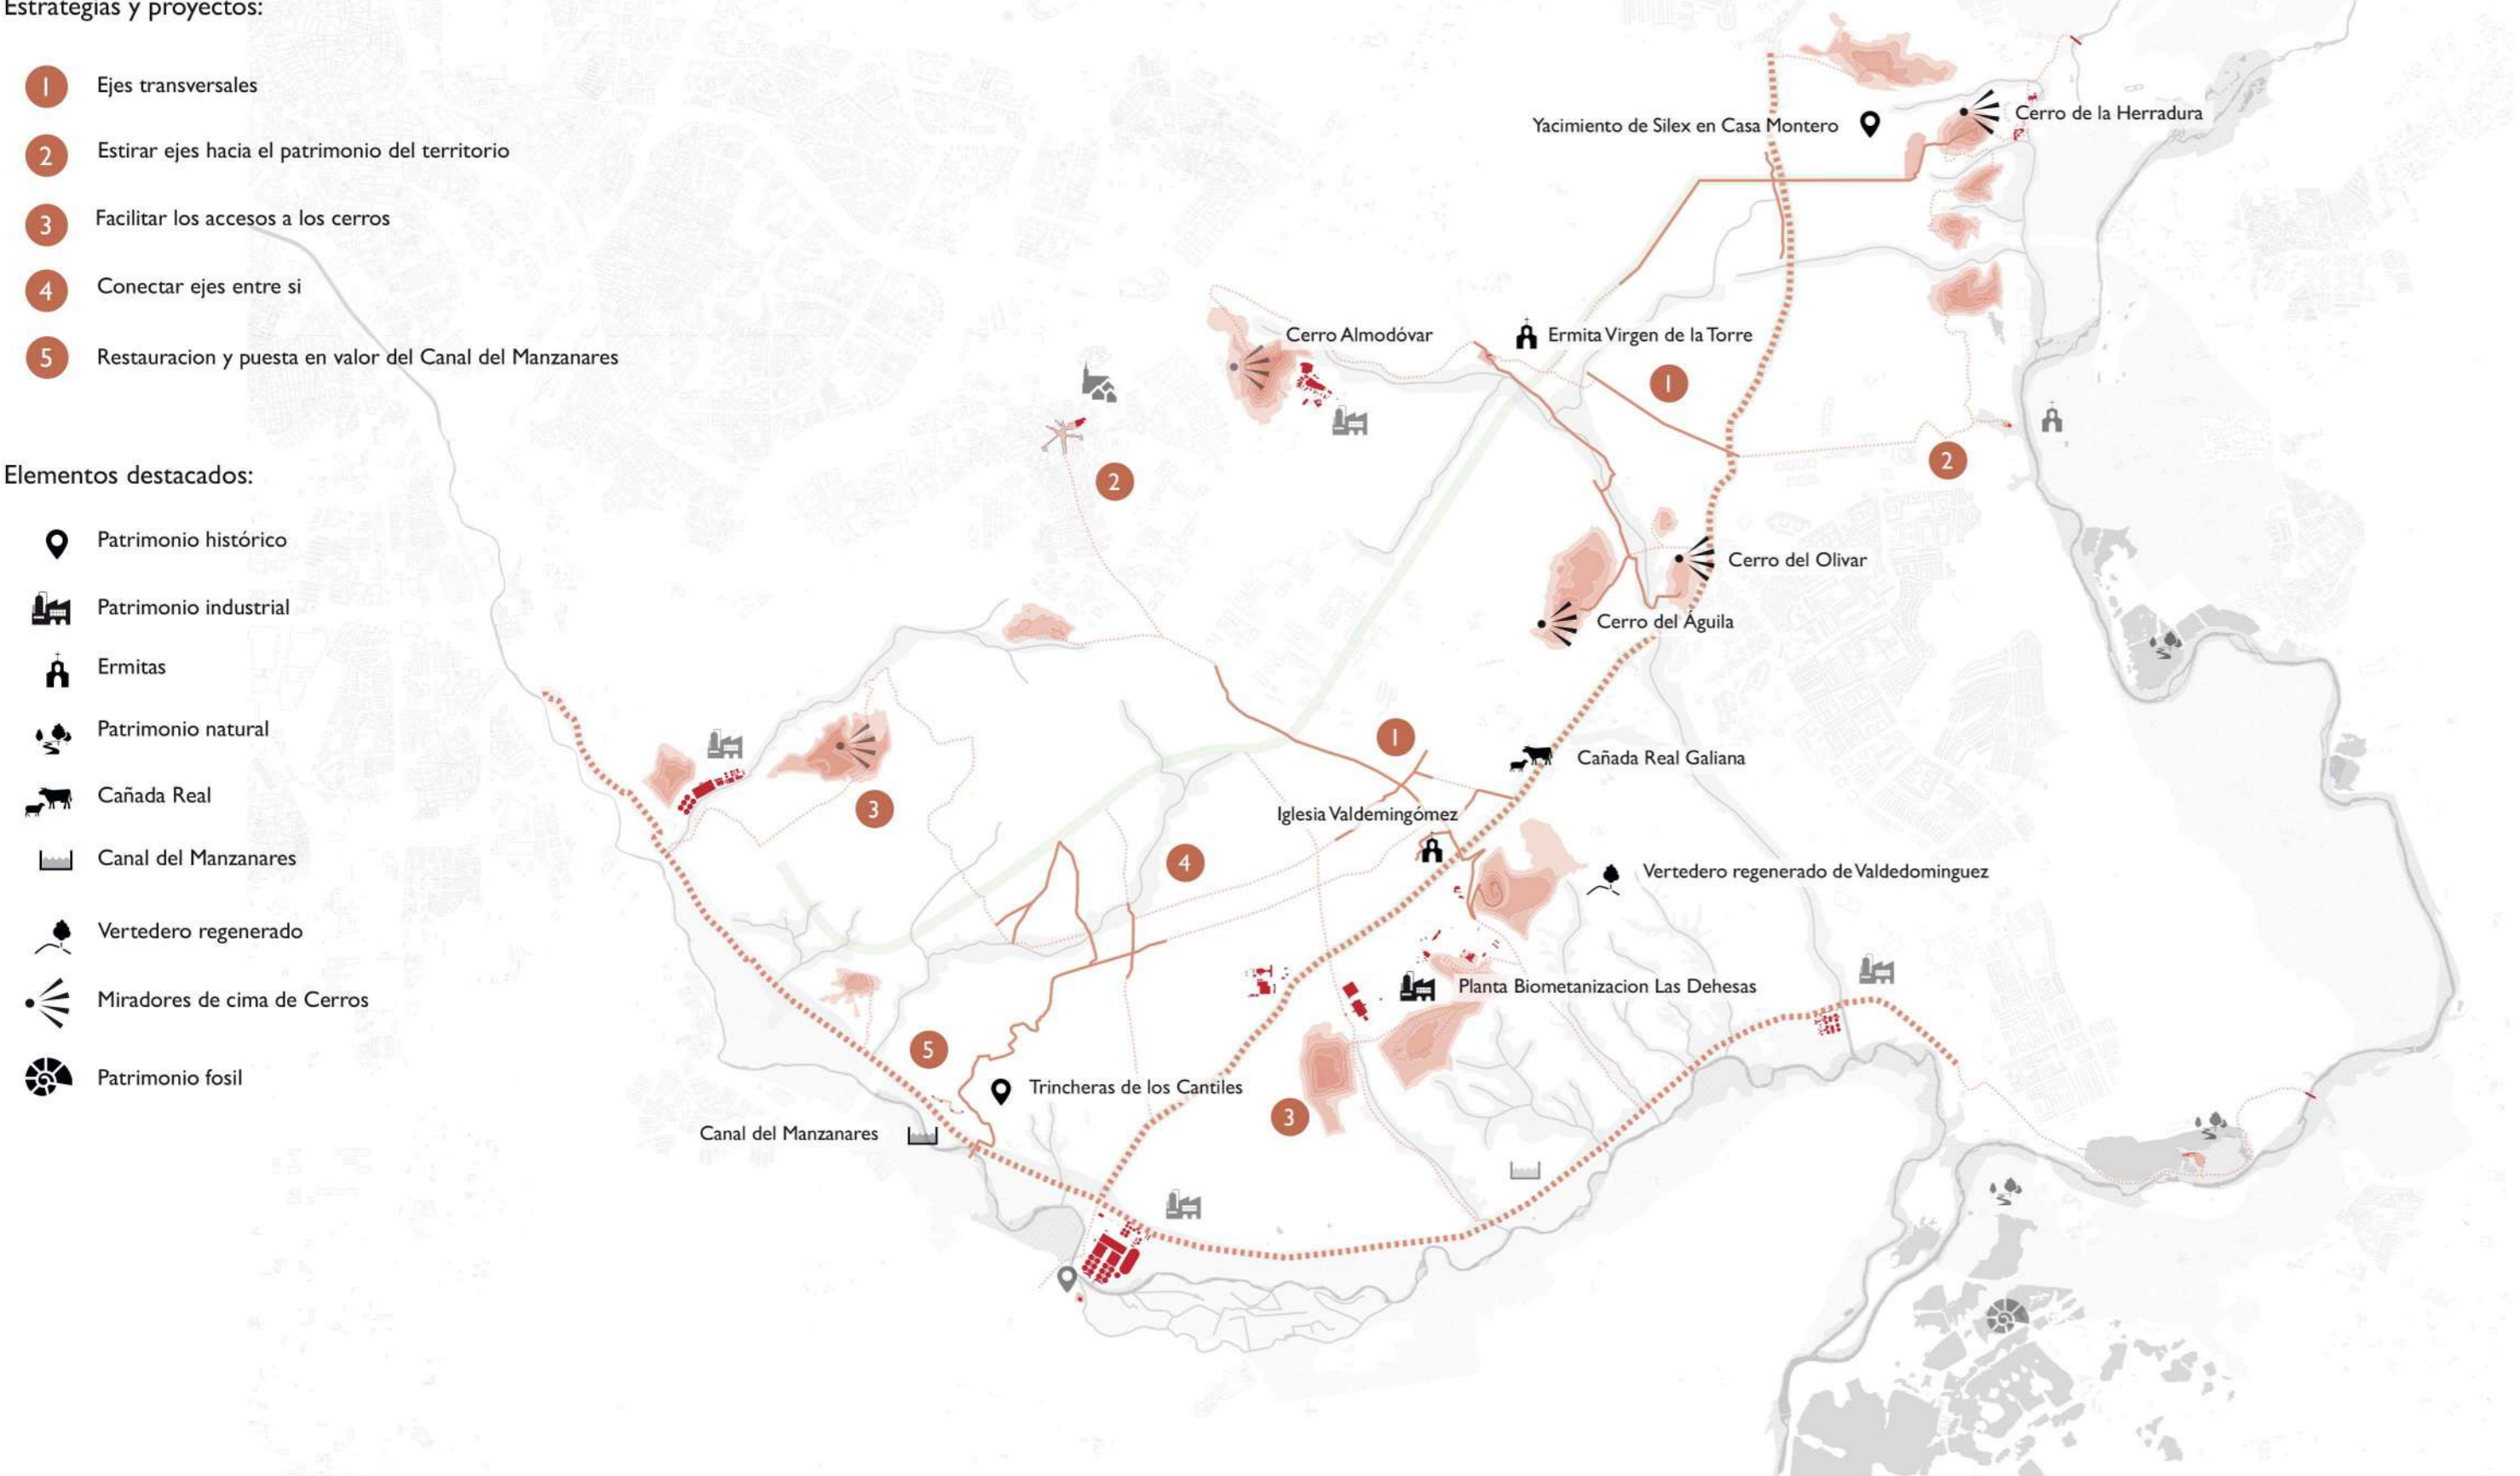 Estrategias y proyectos:
1 Ejes transversales
2 Estirar ejes hacia el patrimonio del territorio
3 Facilitar los accesos a los cerros
4 Conectar ejes entre si
5 Restauracion y puesta en valor del Canal del Manzanares
Elementos destacados:
Patrimonio histórico
Patrimonio industrial
Ermitas
Patrimonio natural
Cañada Real
Canal del Manzanares
Vertedero regenerado
Miradores de cima de Cerros
Patrimonio fosil
Cerro de la Herradura
Yacimiento de Silex en Casa Montero
Cerro Almodóvar
Ermita Virgen de la Torre
1
2
2
Cerro del Olivar
Cerro del Águila
1
Cañada Real Galiana
3
Iglesia Valdemingómez
4
Vertedero regenerado de Valdedominguez
Planta Biometanizacion Las Dehesas
5
Trincheras de los Cantiles
3
Canal del Manzanares